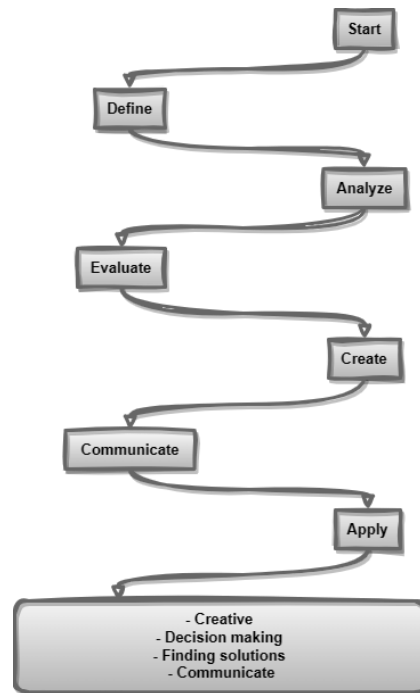 Start
Define
Analyze
Evaluate
Create
Communicate
Apply
- Creative
- Decision making
- Finding solutions
- Communicate